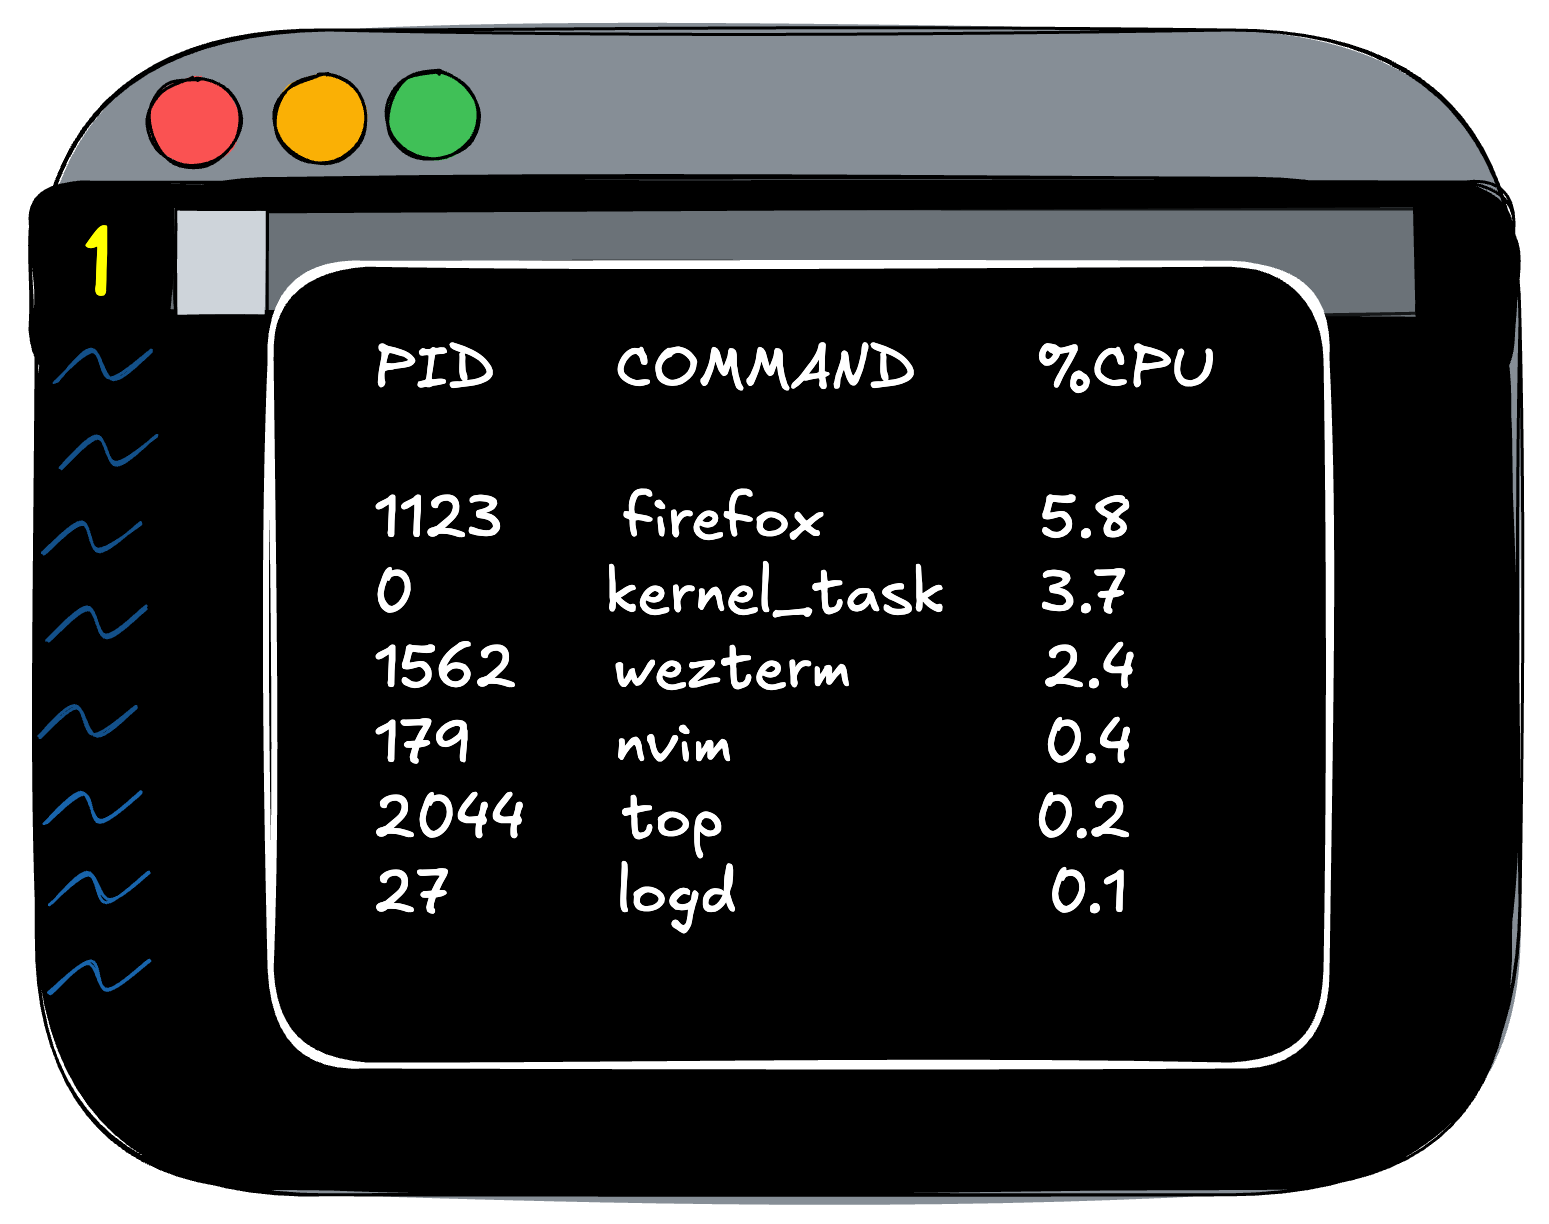 1
PID COMMAND %CPU
1123 firefox 5.8
0 kernel_task 3.7
1562 wezterm 2.4
179 nvim 0.4
2044 top 0.2
27 logd 0.1